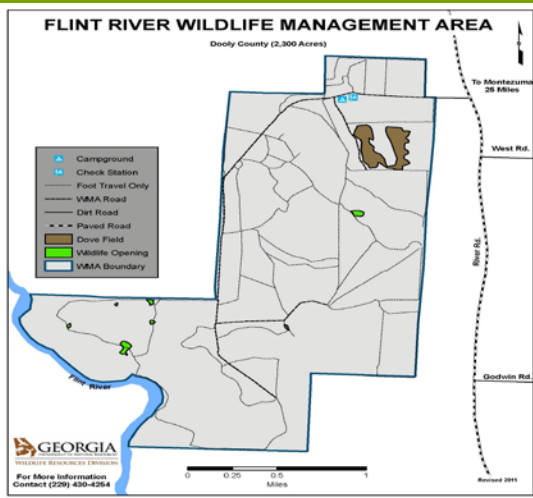 FLINT RIVER WILDLIFE MANAGEMENT AREA
Dooly County (2,300 Acres)
N
To Montezuma
25 Miles
West Rd.
River Rd.
Godwin Rd.
Campground
Check Station
Foot Travel Only
WMA Road
Dirt Road
Paved Road
Dove Field
Wildlife Opening
WMA Boundary
Flint River
GEORGIA
WILDLIFE RESOURCES DIVISION
For More Information
Contact (229) 430-4254
0 0.25 0.5 1
Miles
Revised 2011